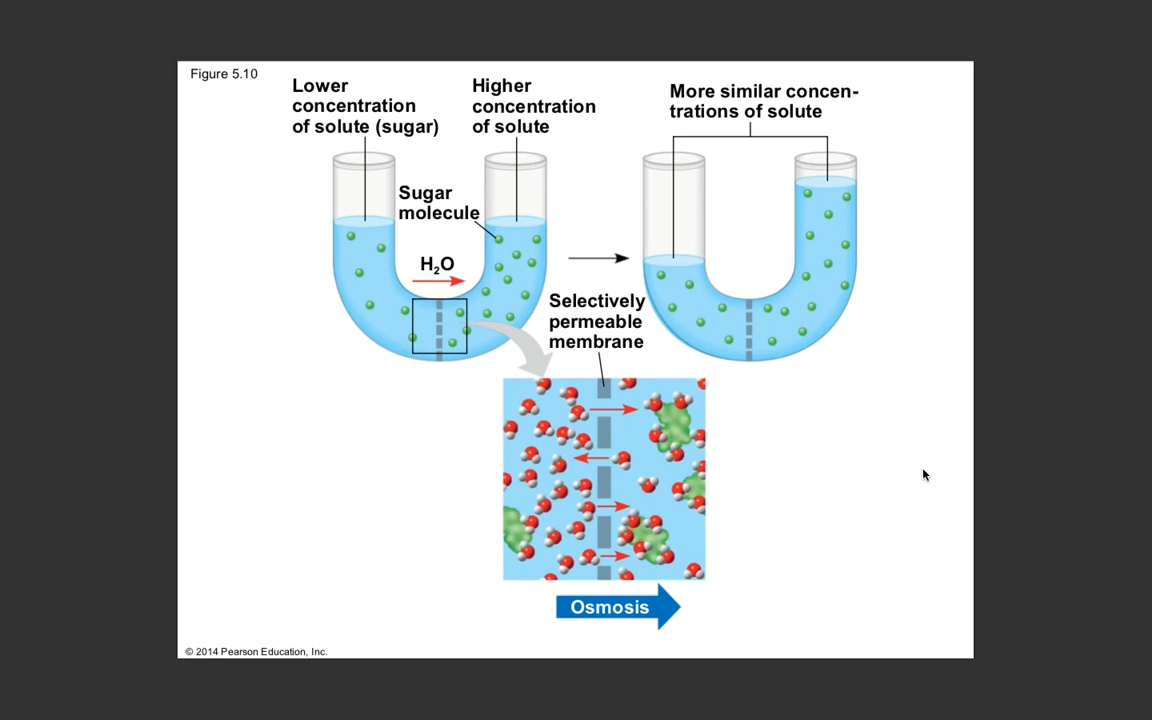 Figure 5.10
Lower
concentration
of solute (sugar)
Higher
concentration
of solute
More similar concen-
trations of solute
Sugar
molecule
H₂O
Selectively
permeable
membrane
Osmosis
© 2014 Pearson Education, Inc.